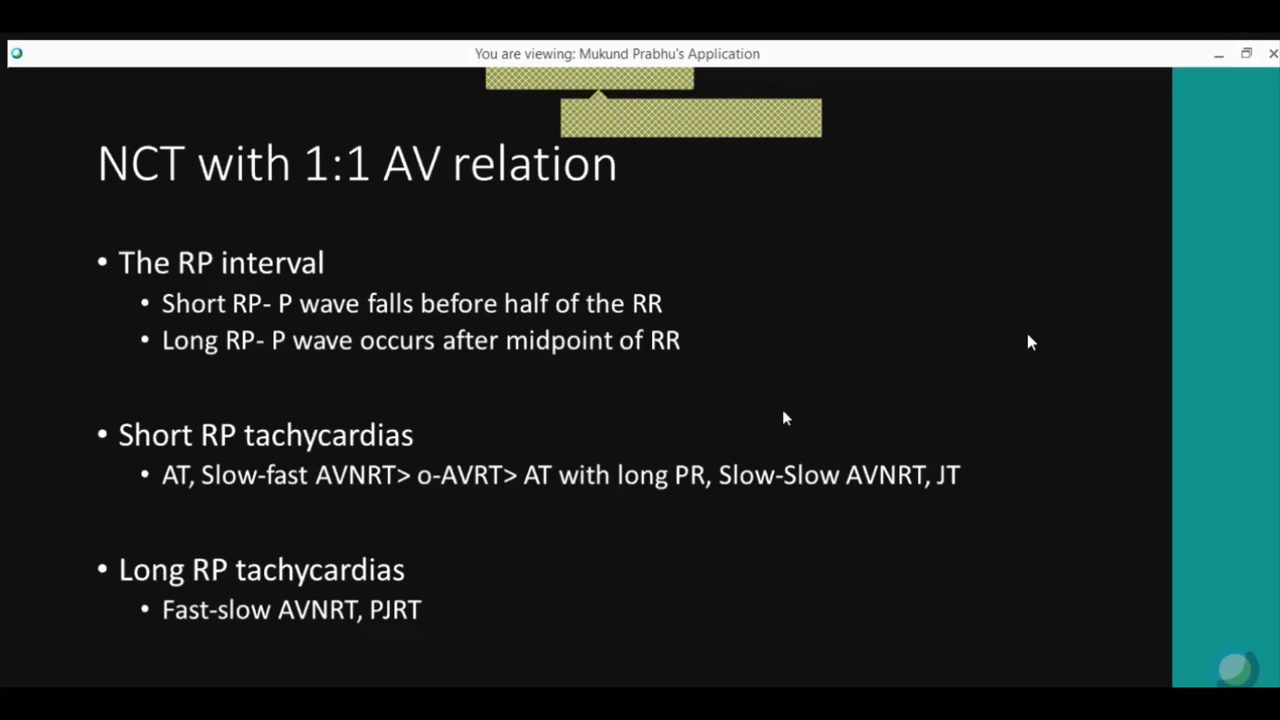 You are viewing: Mukund Prabhu's Application
NCT with 1:1 AV relation
• The RP interval
• Short RP- P wave falls before half of the RR
• Long RP- P wave occurs after midpoint of RR
• Short RP tachycardias
• AT, Slow-fast AVNRT> o-AVRT> AT with long PR, Slow-Slow AVNRT, JT
• Long RP tachycardias
• Fast-slow AVNRT, PJRT